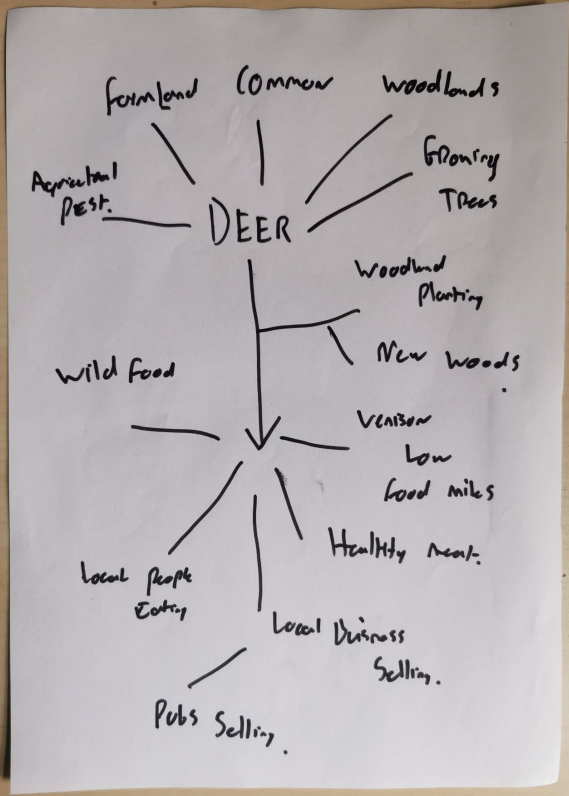 Farmland
Common
Woodlands
Agricultural
Pest.
DEER
Growing
Trees
Woodland
Planting
New Woods.
Wild Food
Venison
Low
Food miles
Healthy meat.
Local People
Eating
Local Buisness
Selling.
Pubs Selling.